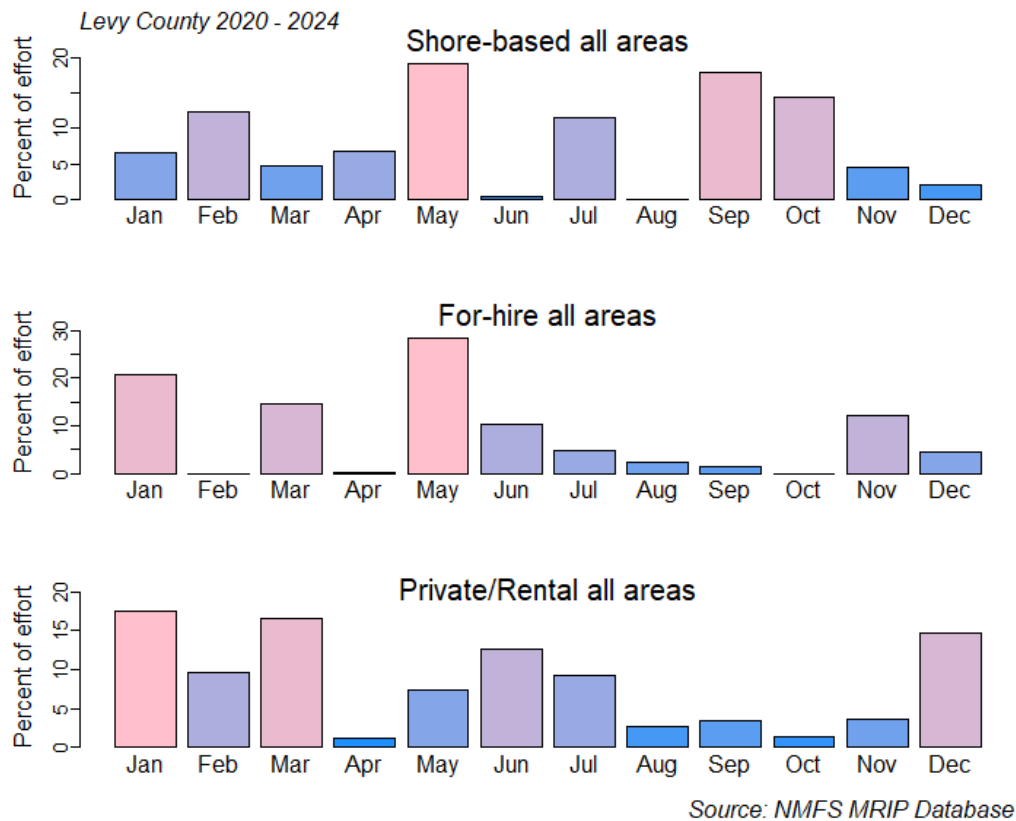 Levy County 2020 - 2024
Shore-based all areas
Percent of effort
20
10
5
0
Jan Feb Mar Apr May Jun Jul Aug Sep Oct Nov Dec
For-hire all areas
Percent of effort
30
20
10
0
Jan Feb Mar Apr May Jun Jul Aug Sep Oct Nov Dec
Private/Rental all areas
Percent of effort
20
15
10
5
0
Jan Feb Mar Apr May Jun Jul Aug Sep Oct Nov Dec
Source: NMFS MRIP Database